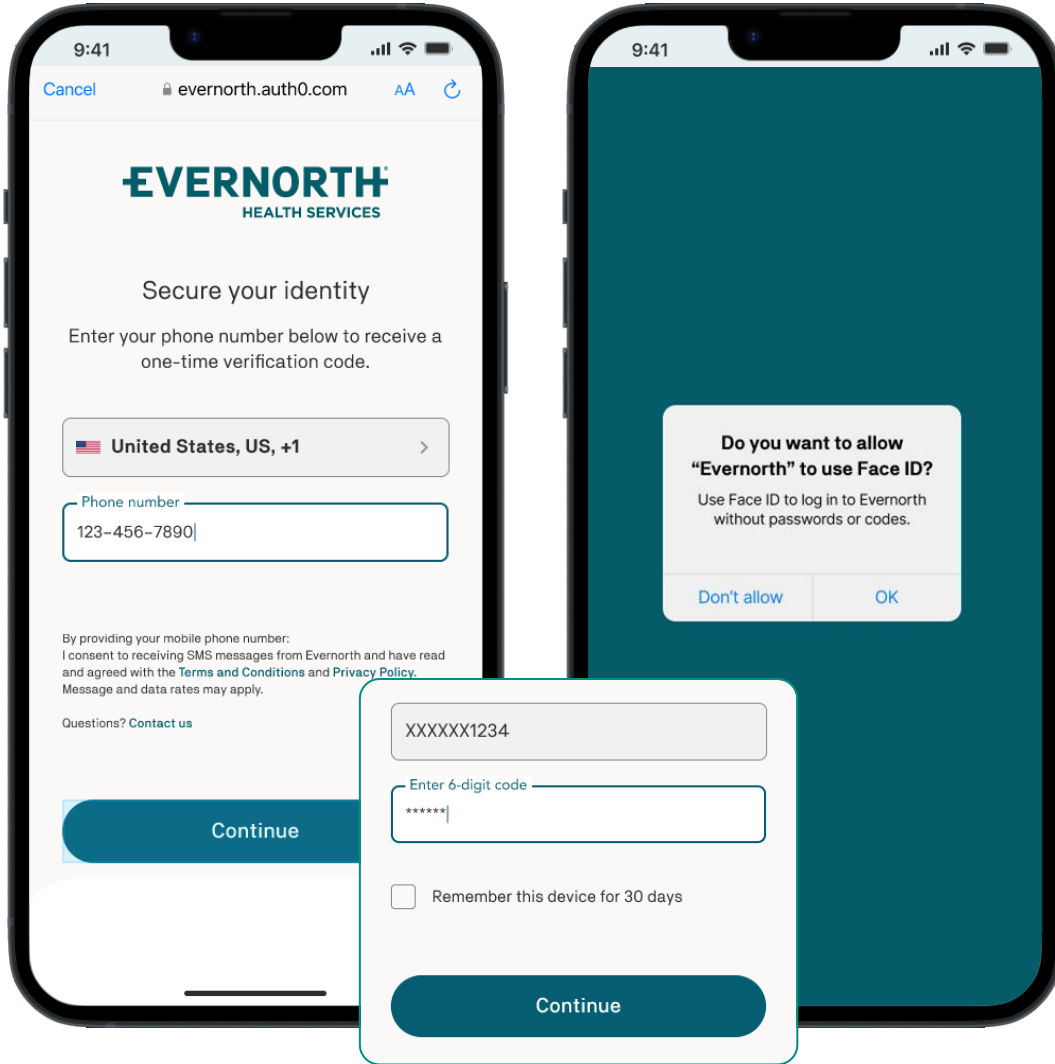 9:41
Cancel
evernorth.auth0.com
AA
EVERNORTH
HEALTH SERVICES
Secure your identity
Enter your phone number below to receive a
one-time verification code.
United States, US, +1
Phone number
123-456-7890
By providing your mobile phone number:
I consent to receiving SMS messages from Evernorth and have read
and agreed with the Terms and Conditions and Privacy Policy.
Message and data rates may apply.
Questions? Contact us
Continue
XXXXXX1234
Enter 6-digit code
******
Remember this device for 30 days
Continue
9:41
Do you want to allow
“Evernorth” to use Face ID?
Use Face ID to log in to Evernorth
without passwords or codes.
Don’t allow
OK